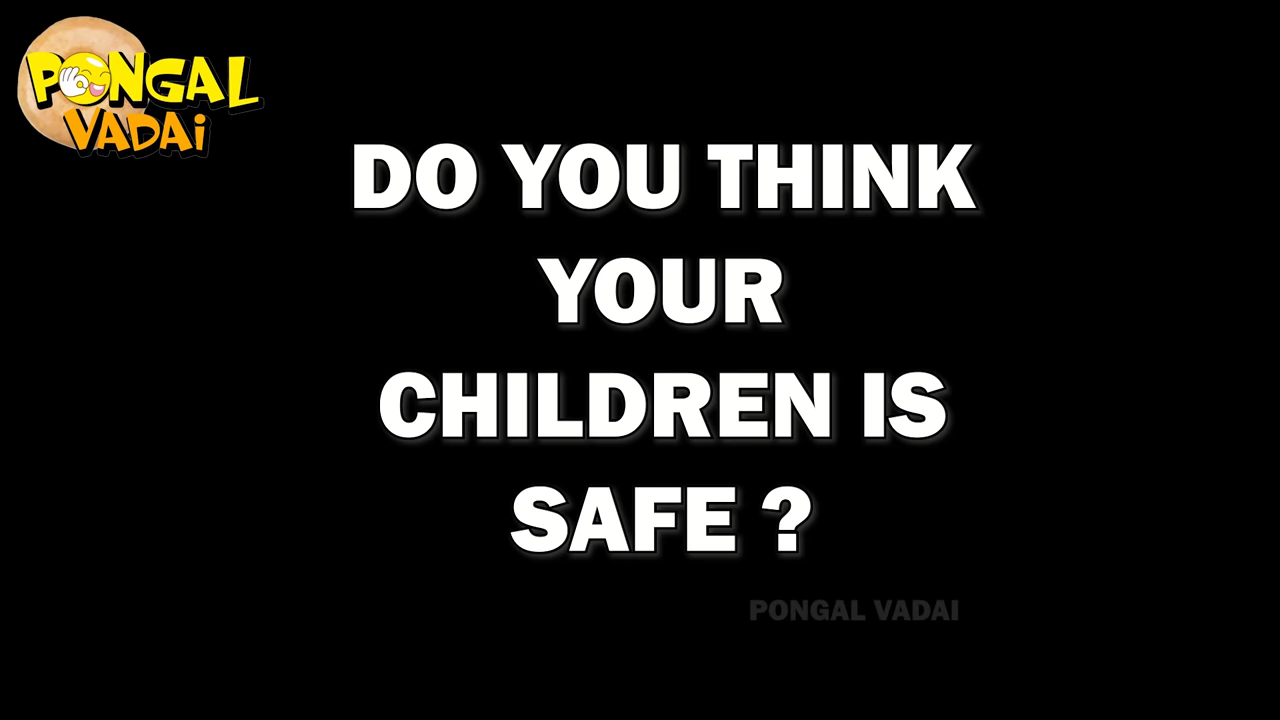 PONGAL
VADAi
DO YOU THINK
YOUR
CHILDREN IS
SAFE ?
PONGAL VADAI